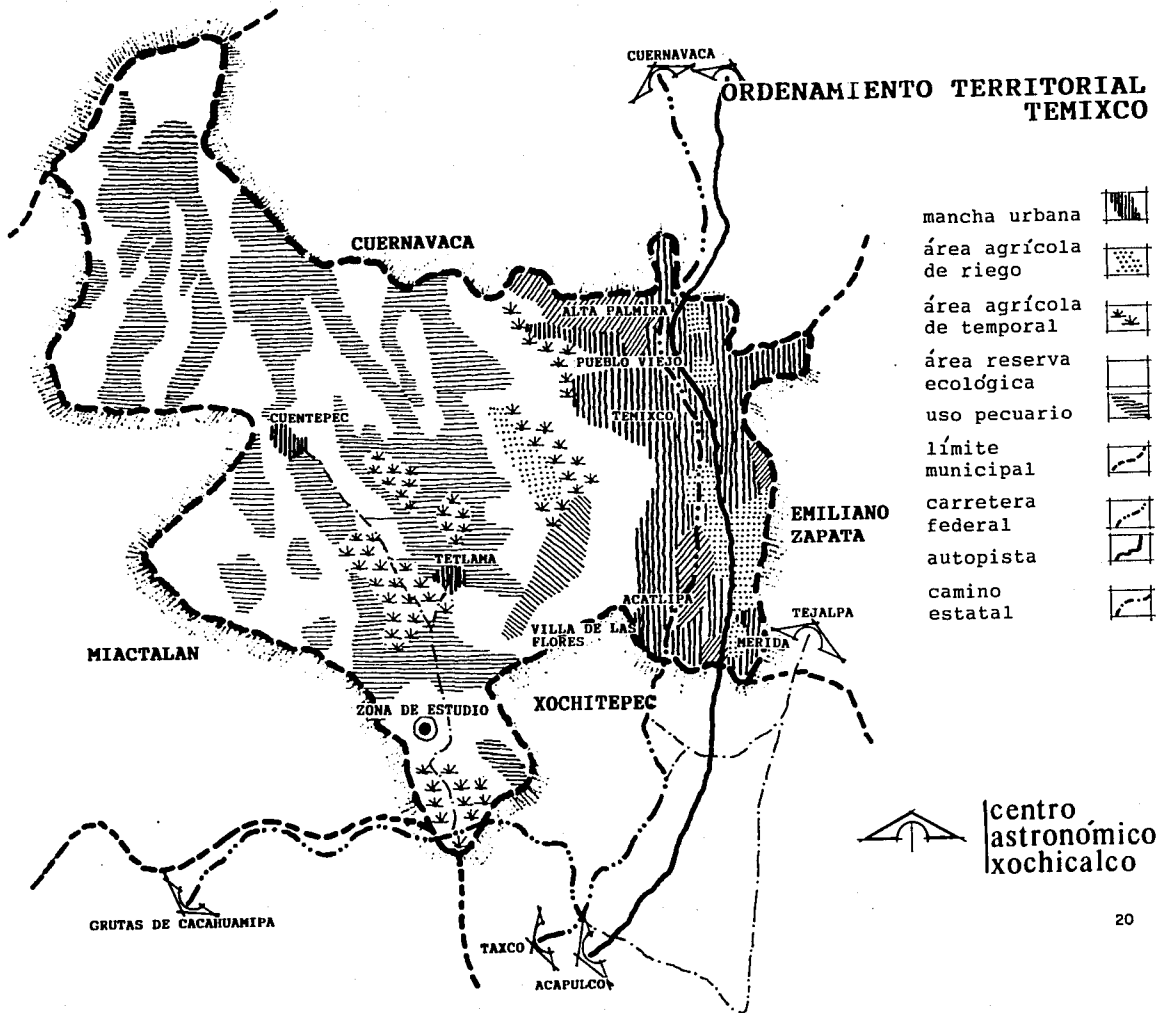 CUERNAVACA
ORDENAMIENTO TERRITORIAL
TEMIXCO
mancha urbana
área agrícola
de riego
área agrícola
de temporal
área reserva
ecológica
uso pecuario
límite
municipal
carretera
federal
autopista
camino
estatal
CUERNAVACA
ALTA PALMIRA
PUEBLO VIEJO
TEMIXCO
CUENTEPEC
EMILIANO
ZAPATA
TETLAMA
ACATLIPA
TEJALPA
VILLA DE LAS
FLORES
MERIDA
MIACTALAN
XOCHITEPEC
ZONA DE ESTUDIO
GRUTAS DE CACAHUAMIPA
TAXCO
ACAPULCO
centro
astronómico
xochicalco
20